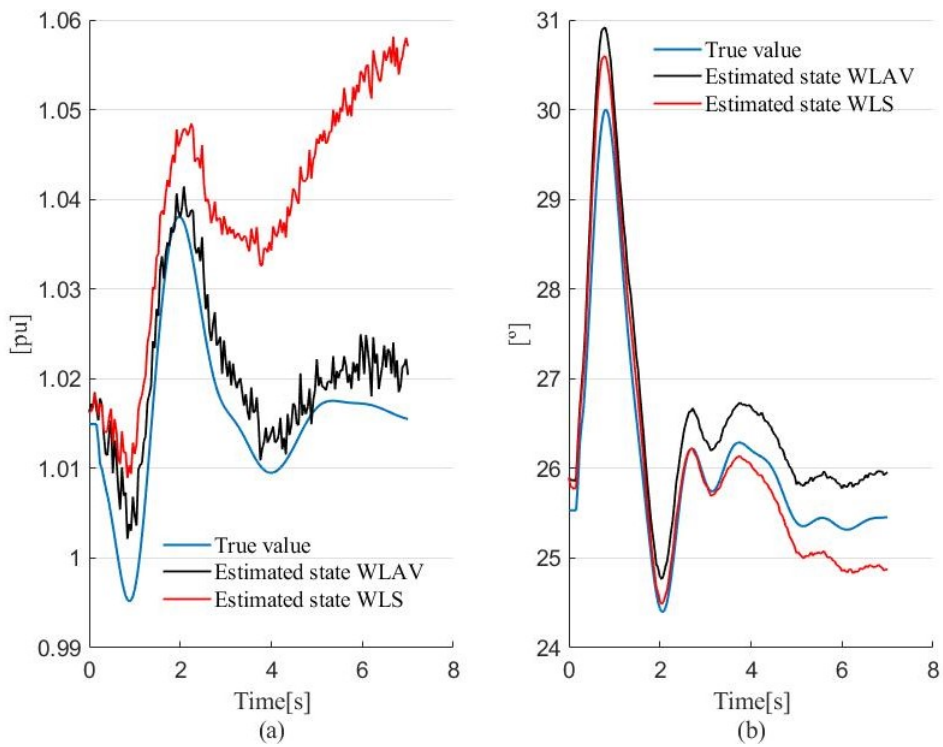 1.06
1.05
1.04
1.03
1.02
1.01
1
0.99
[pu]
True value
Estimated state WLAV
Estimated state WLS
0 2 4 6 8
Time[s]
(a)
31
30
29
28
27
26
25
24
[º]
True value
Estimated state WLAV
Estimated state WLS
0 2 4 6 8
Time[s]
(b)